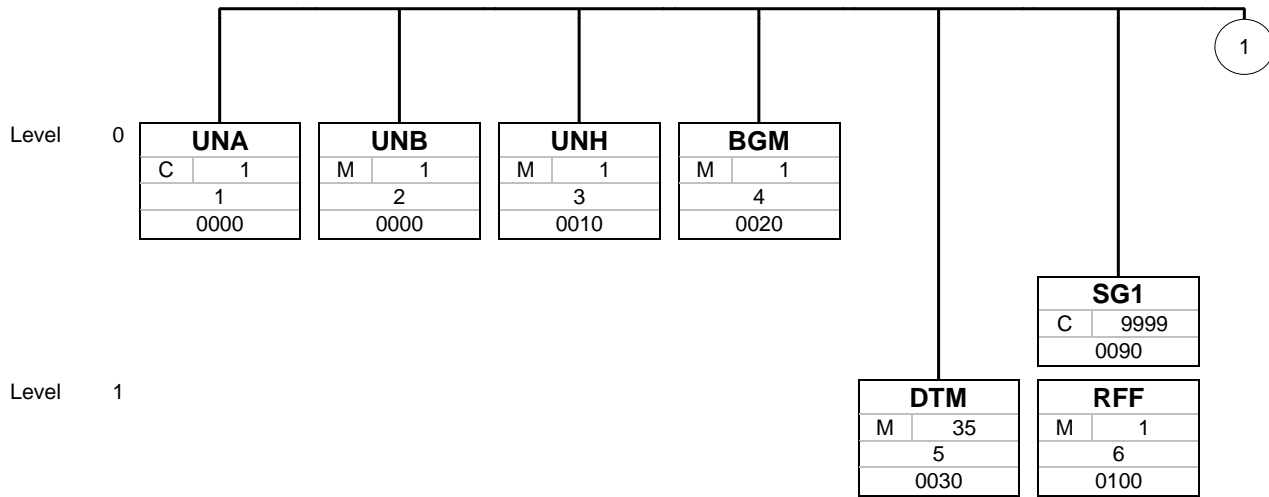 1
Level 0
UNA
C 1
1
0000
UNB
M 1
2
0000
UNH
M 1
3
0010
BGM
M 1
4
0020
SG1
C 9999
0090
Level 1
DTM
M 35
5
0030
RFF
M 1
6
0100